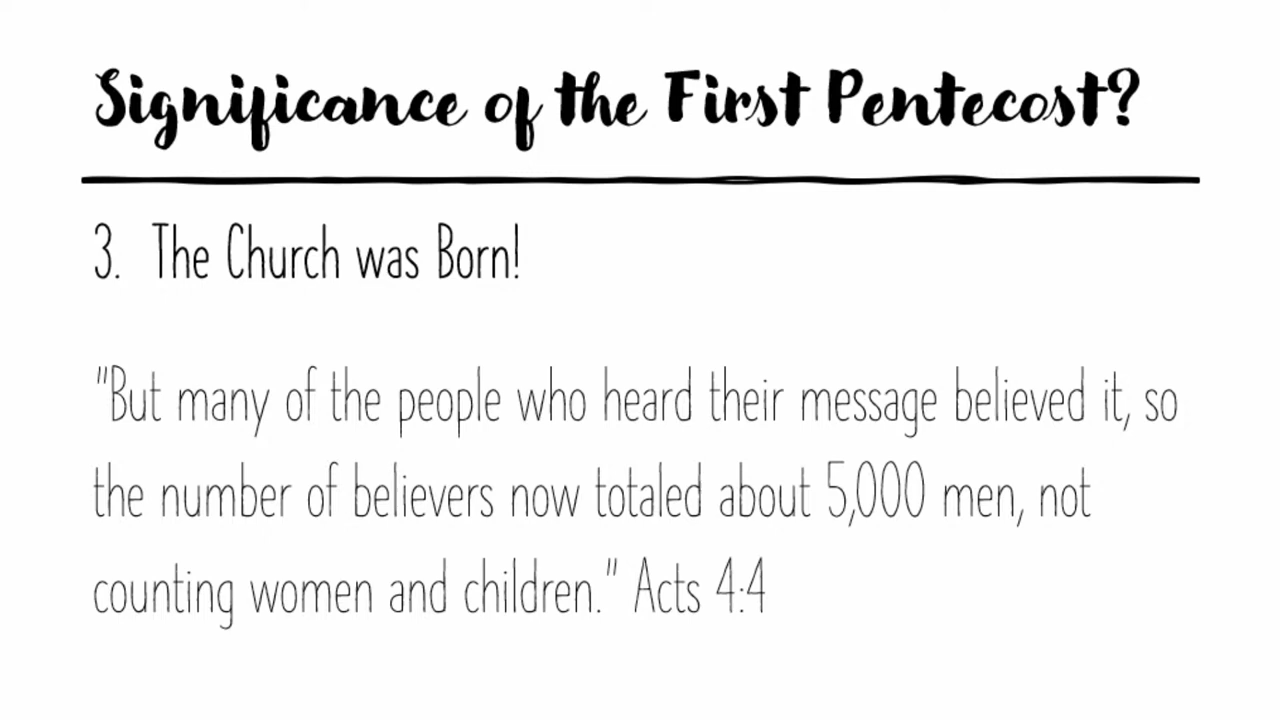 Significance of the First Pentecost?
3. The Church was Born!
"But many of the people who heard their message believed it, so
the number of believers now totaled about 5,000 men, not
counting women and children." Acts 4:4